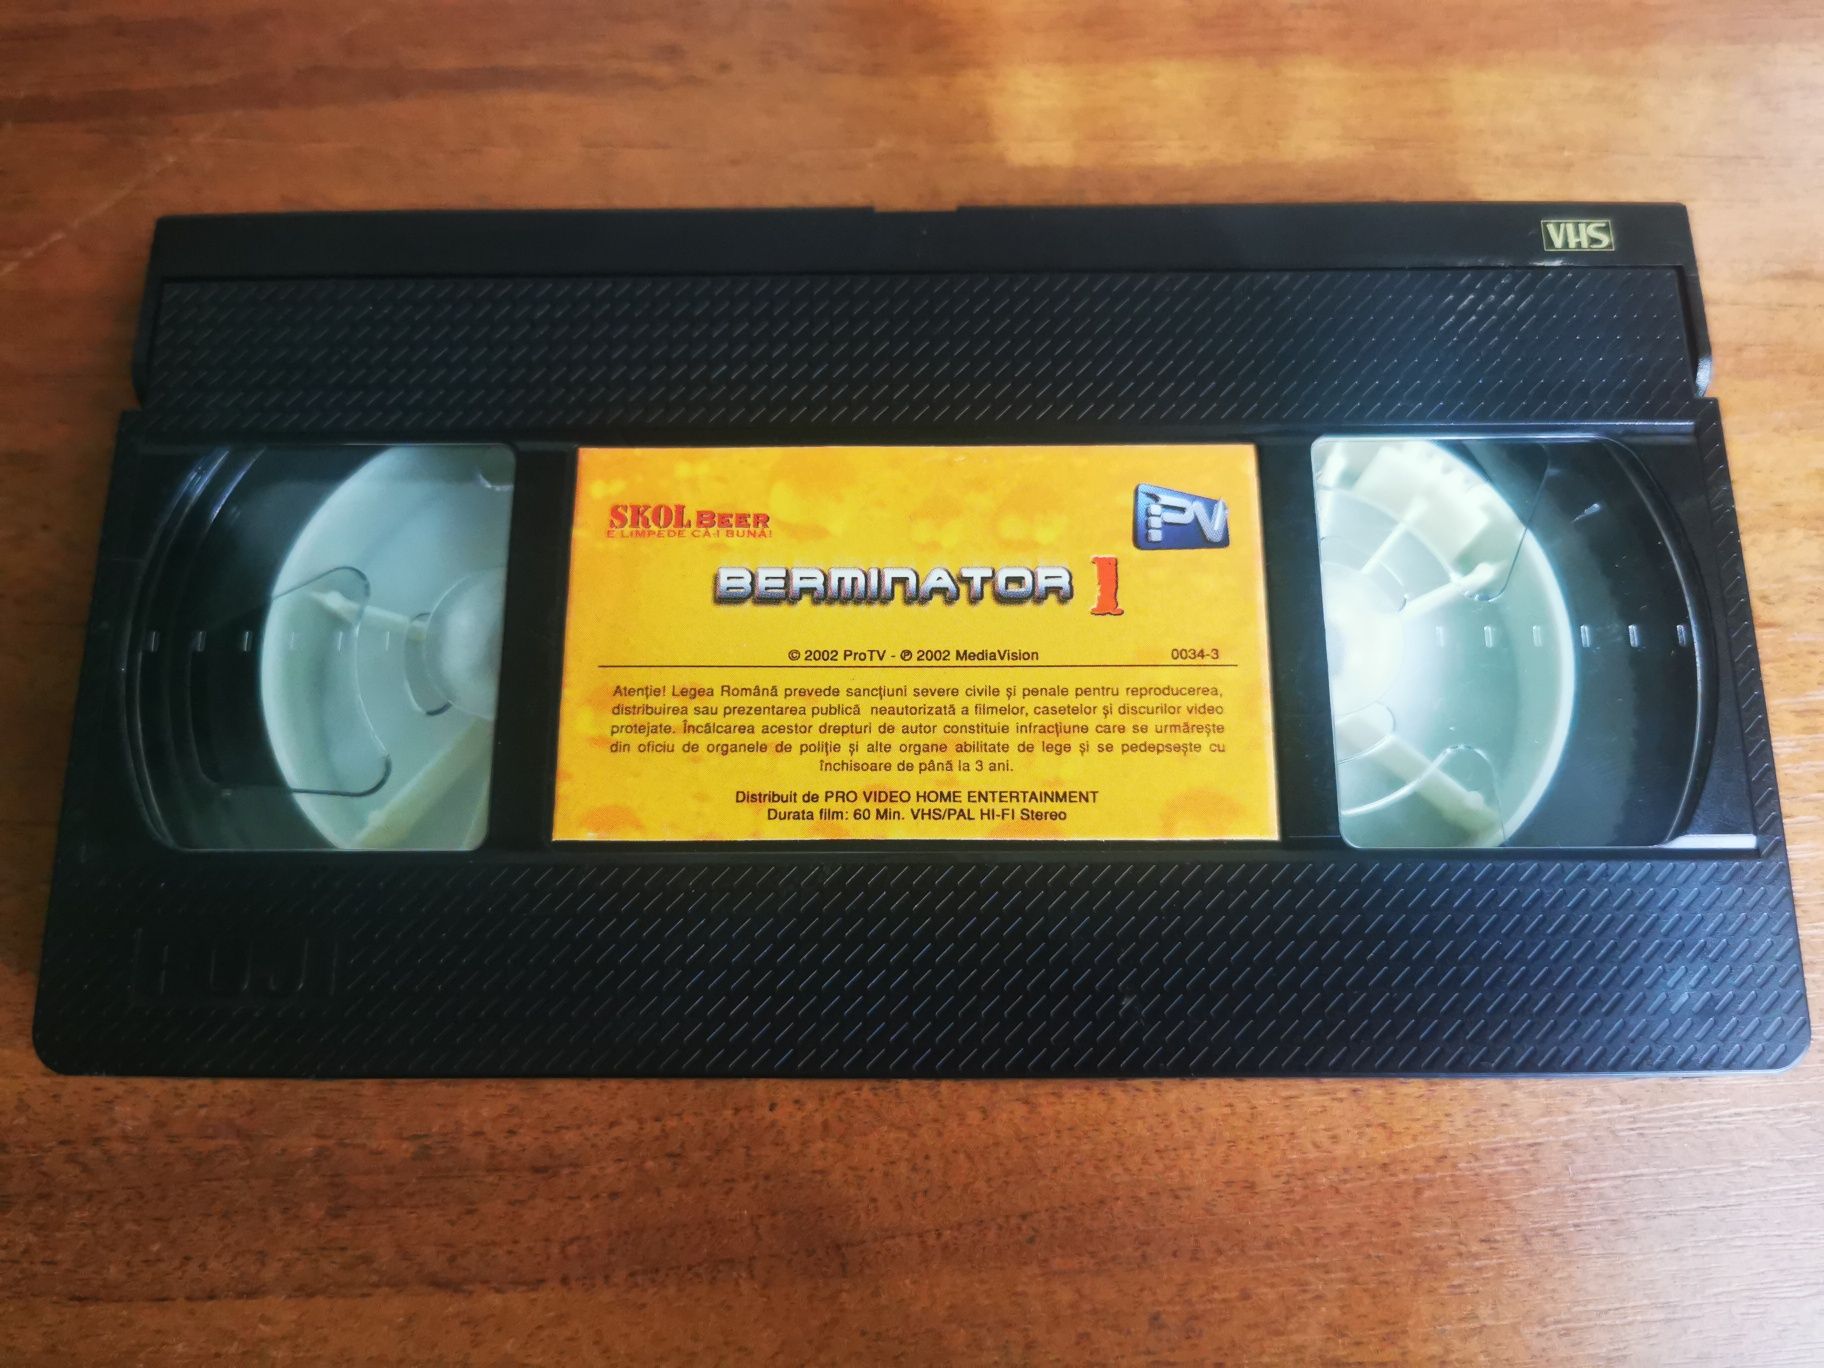 VHS
SKOL BEER
E LIMPEDE CĂ-I BUNĂ!
PV
BERMINATOR 1
© 2002 ProTV - ℗ 2002 MediaVision 0034-3
Atenţie! Legea Română prevede sancţiuni severe civile şi penale pentru reproducerea,
distribuirea sau prezentarea publică neautorizată a filmelor, casetelor şi discurilor video
protejate. Încălcarea acestor drepturi de autor constituie infracţiune care se urmăreşte
din oficiu de organele de poliţie şi alte organe abilitate de lege şi se pedepseşte cu
închisoare de până la 3 ani.
Distribuit de PRO VIDEO HOME ENTERTAINMENT
Durata film: 60 Min. VHS/PAL HI-FI Stereo
FUJI